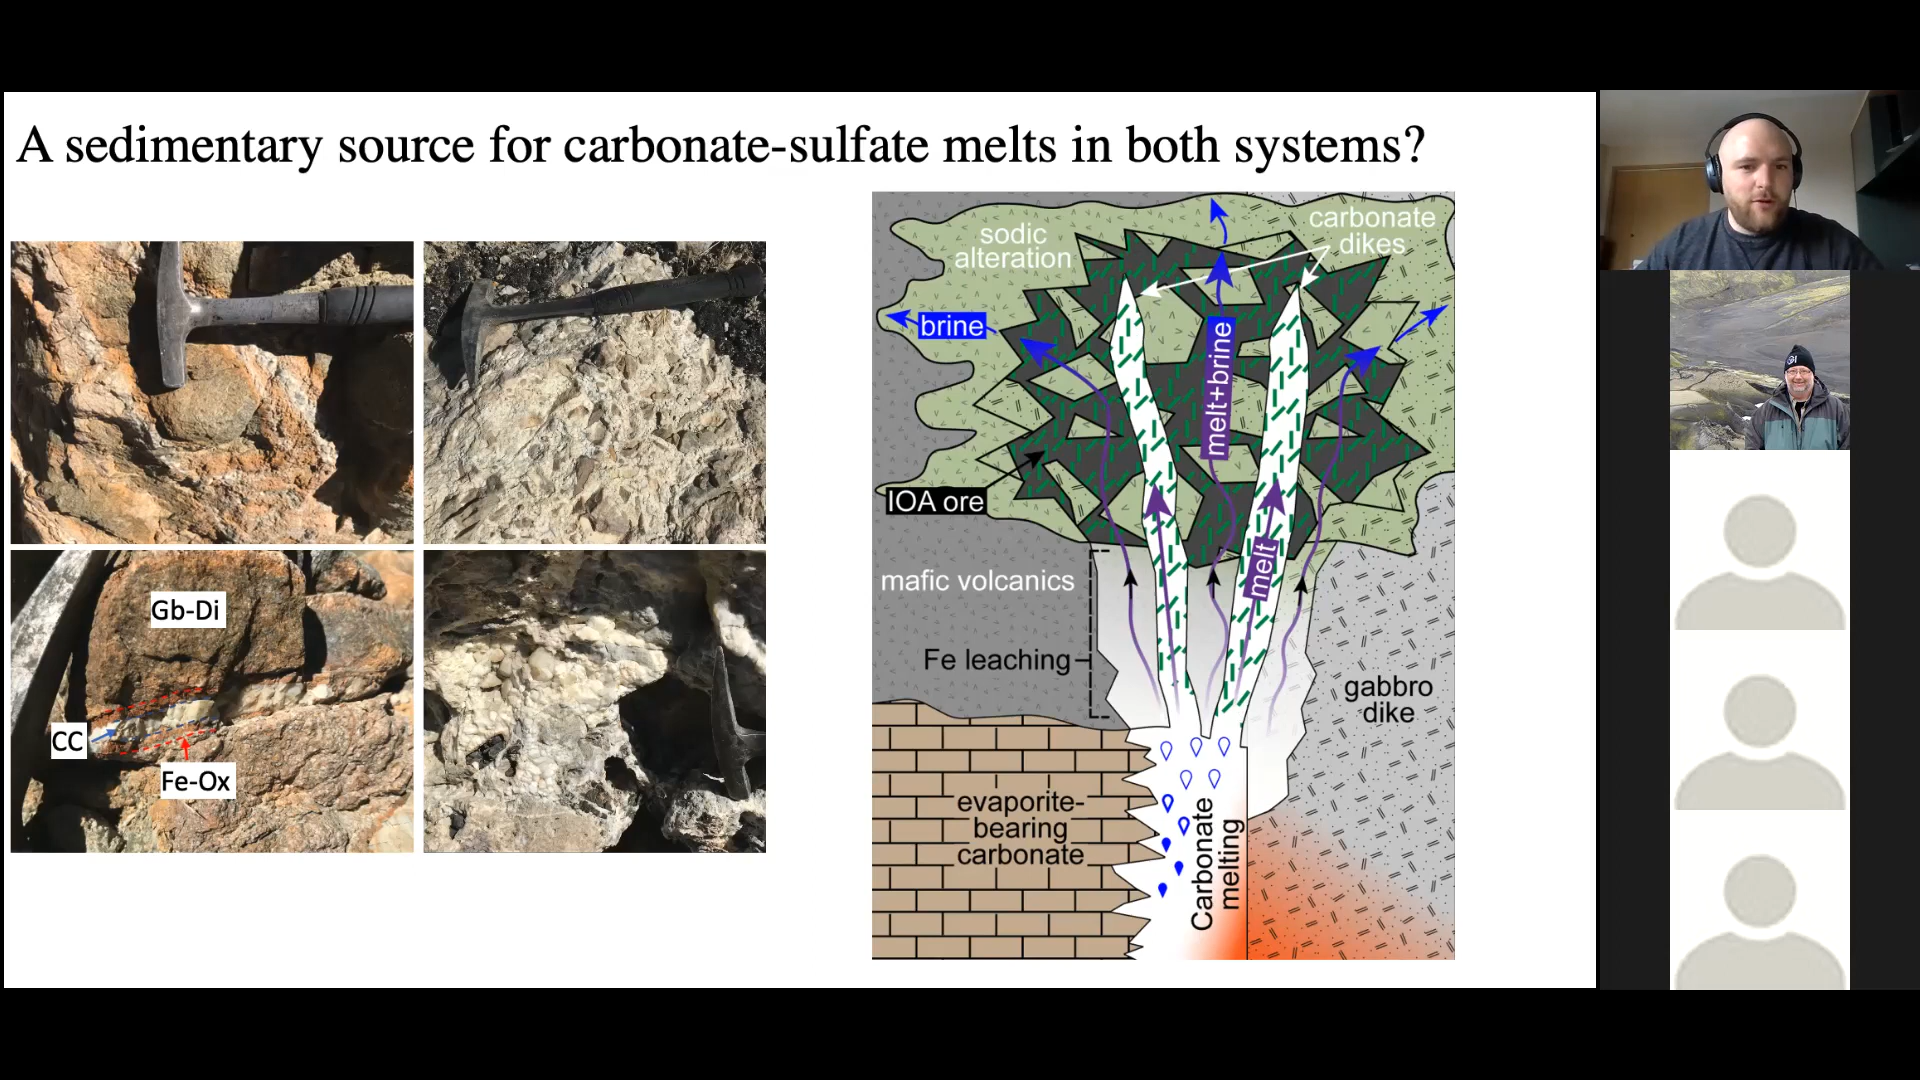 A sedimentary source for carbonate-sulfate melts in both systems?
Gb-Di
CC
Fe-Ox
sodic
alteration
carbonate
dikes
brine
melt+brine
IOA ore
melt
mafic volcanics
Fe leaching
gabbro
dike
evaporite-
bearing
carbonate
Carbonate
melting